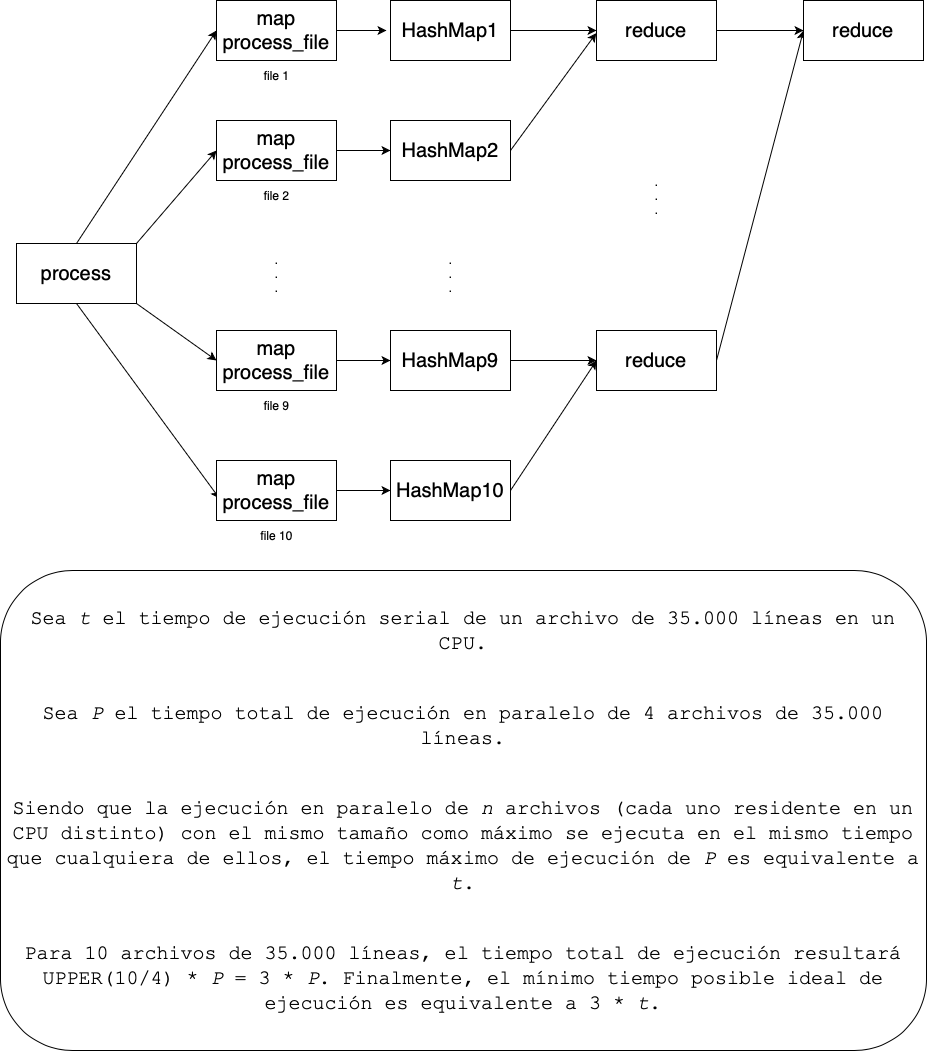 map
process_file
file 1
HashMap1
reduce
reduce
map
process_file
file 2
HashMap2
.
.
.
process
.
.
.
.
.
.
map
process_file
file 9
HashMap9
reduce
map
process_file
file 10
HashMap10
Sea t el tiempo de ejecución serial de un archivo de 35.000 líneas en un
CPU.
Sea P el tiempo total de ejecución en paralelo de 4 archivos de 35.000
líneas.
Siendo que la ejecución en paralelo de n archivos (cada uno residente en un
CPU distinto) con el mismo tamaño como máximo se ejecuta en el mismo tiempo
que cualquiera de ellos, el tiempo máximo de ejecución de P es equivalente a
t.
Para 10 archivos de 35.000 líneas, el tiempo total de ejecución resultará
UPPER(10/4) * P = 3 * P. Finalmente, el mínimo tiempo posible ideal de
ejecución es equivalente a 3 * t.